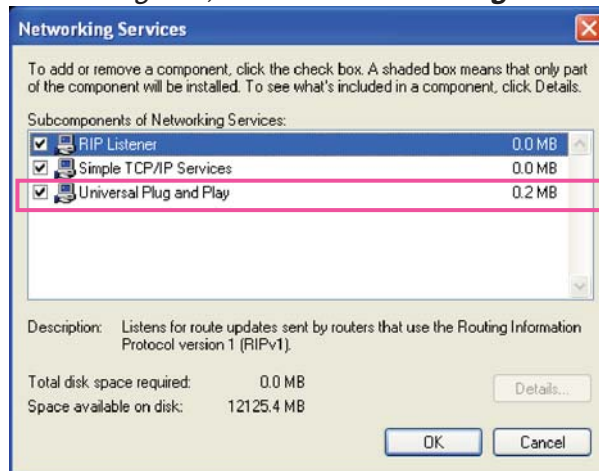 Networking Services
To add or remove a component, click the check box. A shaded box means that only part
of the component will be installed. To see what's included in a component, click Details.
Subcomponents of Networking Services:
RIP Listener 0.0 MB
Simple TCP/IP Services 0.0 MB
Universal Plug and Play 0.2 MB
Description: Listens for route updates sent by routers that use the Routing Information
Protocol version 1 (RIPv1).
Total disk space required: 0.0 MB
Space available on disk: 12125.4 MB
Details...
OK Cancel